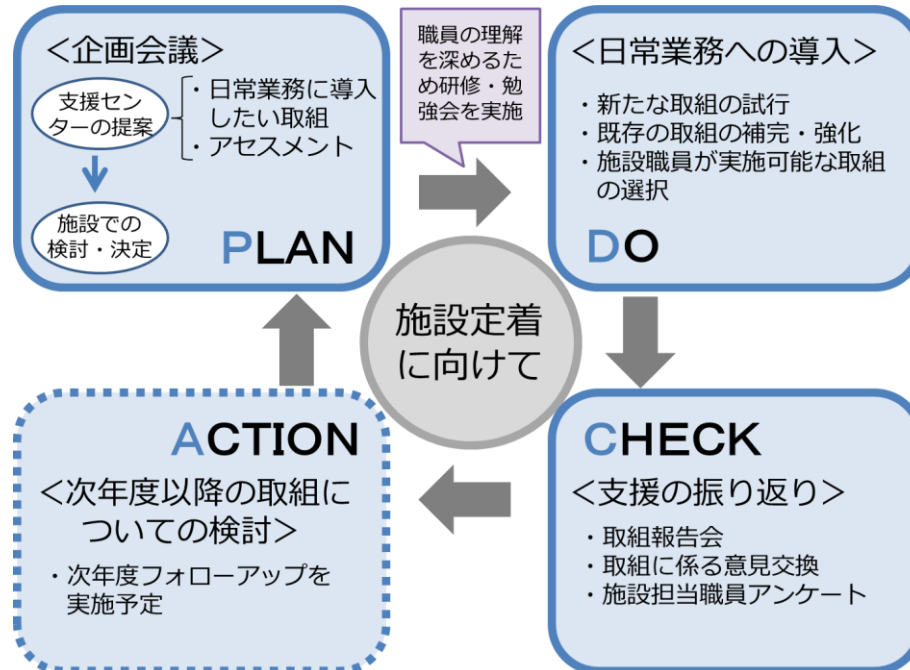 ＜企画会議＞
支援セン
ターの提案
・日常業務に導入
したい取組
・アセスメント
施設での
検討・決定
PLAN
職員の理解
を深めるた
め研修・勉
強会を実施
＜日常業務への導入＞
・新たな取組の試行
・既存の取組の補完・強化
・施設職員が実施可能な取組
の選択
DO
施設定着
に向けて
CHECK
＜支援の振り返り＞
・取組報告会
・取組に係る意見交換
・施設担当職員アンケート
ACTION
＜次年度以降の取組に
ついての検討＞
・次年度フォローアップを
実施予定